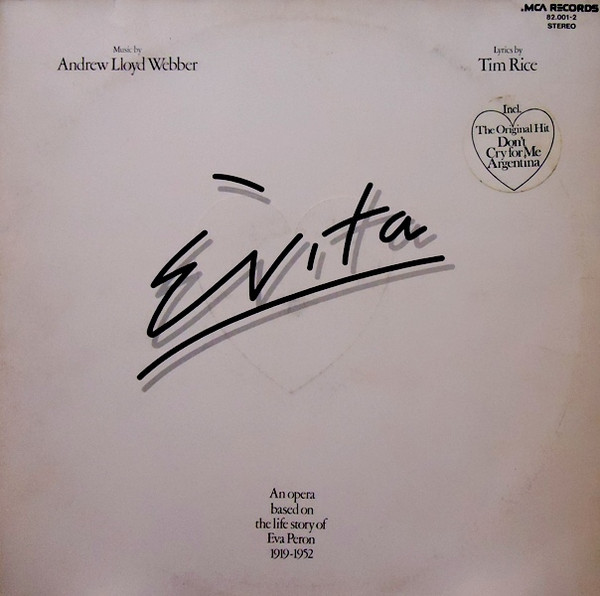 .MCA RECORDS
82.001-2
STEREO
Music by
Andrew Lloyd Webber
Lyrics by
Tim Rice
Incl.
The Original Hit
Don't
Cry for Me
Argentina
Evita
An opera
based on
the life story of
Eva Peron
1919-1952